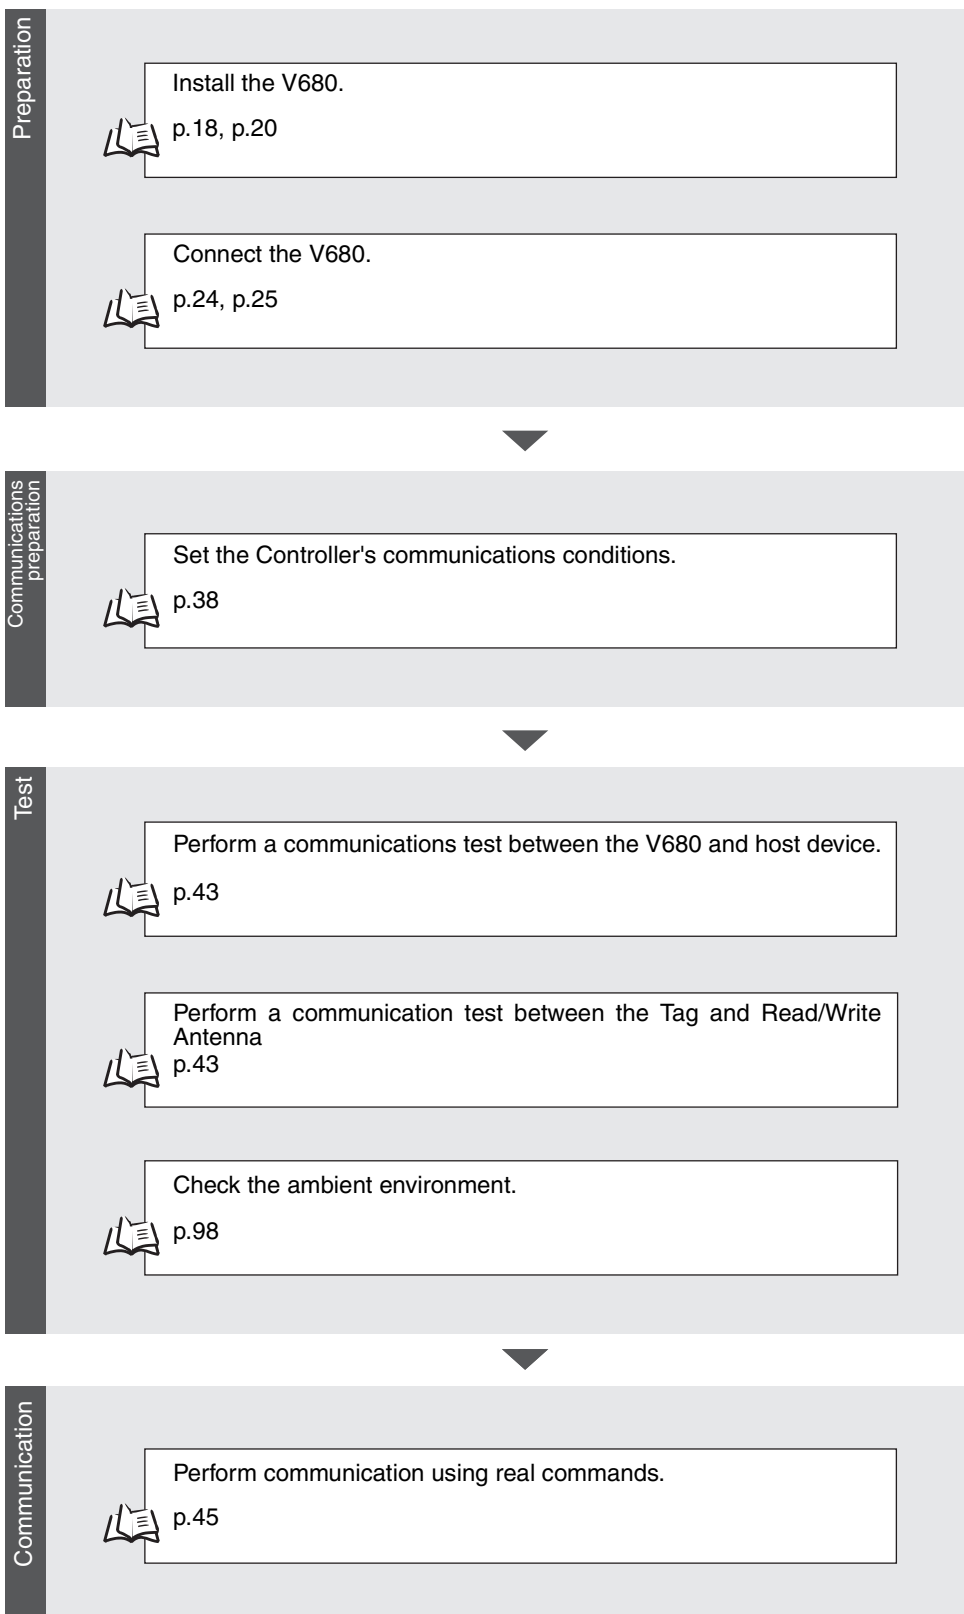 Preparation
Install the V680.
p.18, p.20
Connect the V680.
p.24, p.25
Communications
preparation
Set the Controller's communications conditions.
p.38
Test
Perform a communications test between the V680 and host device.
p.43
Perform a communication test between the Tag and Read/Write
Antenna
p.43
Check the ambient environment.
p.98
Communication
Perform communication using real commands.
p.45